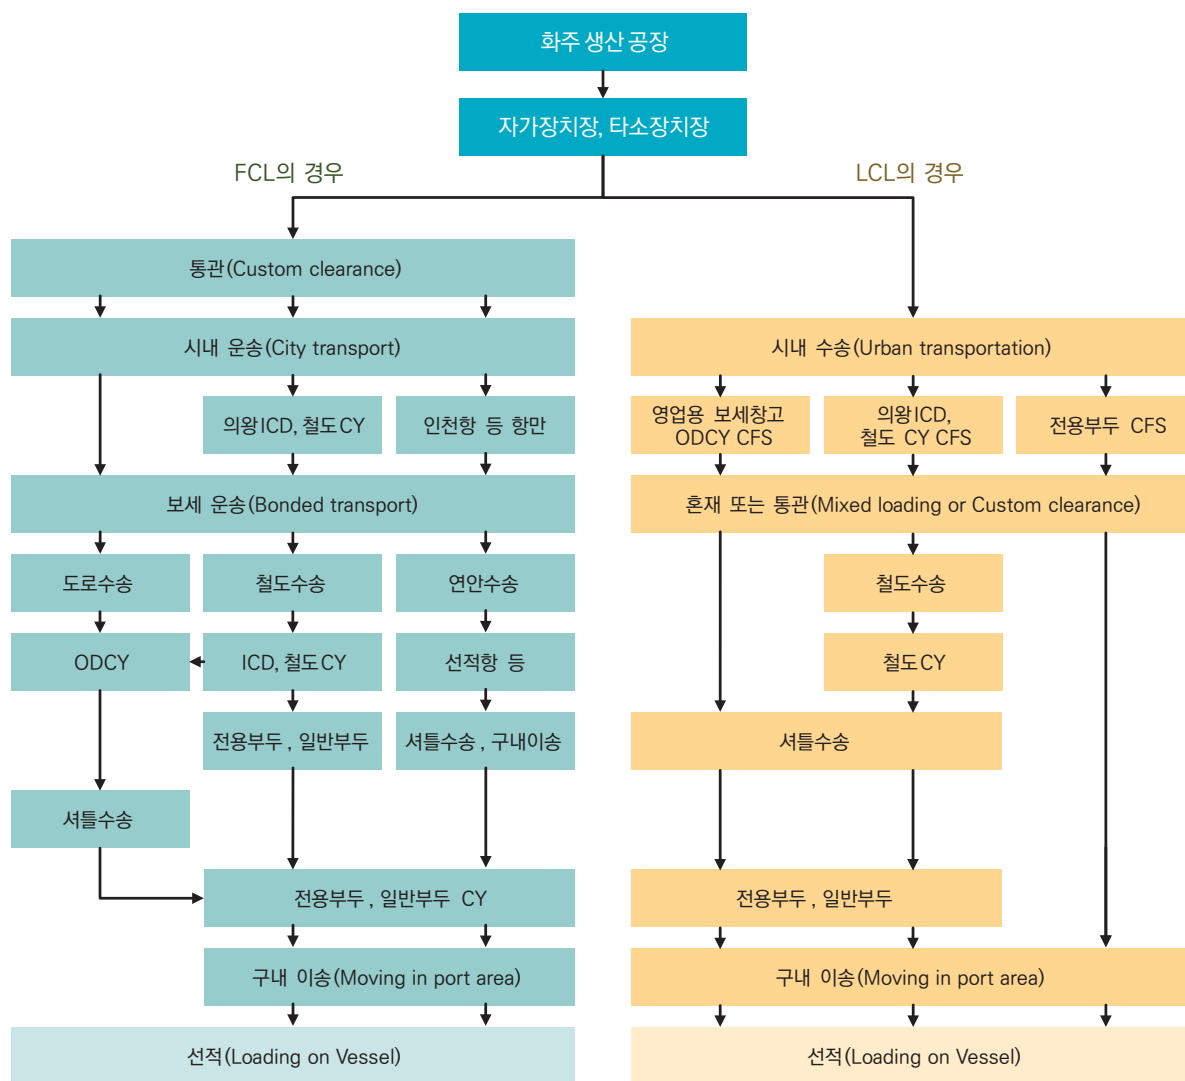 화주 생산 공장
자가장치장, 타소장치장
FCL의 경우
LCL의 경우
통관(Custom clearance)
시내 운송(City transport)
의왕ICD, 철도CY
인천항 등 항만
보세 운송(Bonded transport)
도로수송
철도수송
연안수송
ODCY
ICD, 철도CY
선적항 등
전용부두, 일반부두
셔틀수송, 구내이송
셔틀수송
전용부두, 일반부두 CY
구내 이송(Moving in port area)
선적(Loading on Vessel)
시내 수송(Urban transportation)
영업용 보세창고
ODCY CFS
의왕ICD,
철도 CY CFS
전용부두 CFS
혼재 또는 통관(Mixed loading or Custom clearance)
철도수송
철도CY
셔틀수송
전용부두, 일반부두
구내 이송(Moving in port area)
선적(Loading on Vessel)